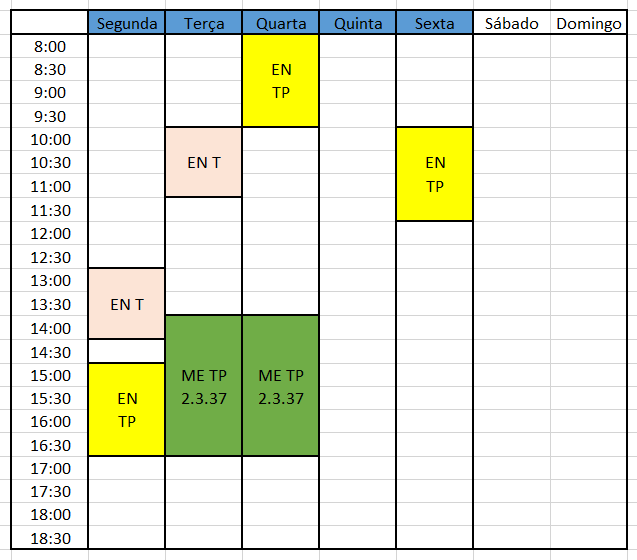 Segunda Terça Quarta Quinta Sexta Sábado Domingo
8:00
8:30 EN
9:00 TP
9:30
10:00
10:30 EN T EN
11:00 TP
11:30
12:00
12:30
13:00
13:30 EN T
14:00
14:30
15:00 ME TP ME TP
15:30 EN 2.3.37 2.3.37
16:00 TP
16:30
17:00
17:30
18:00
18:30